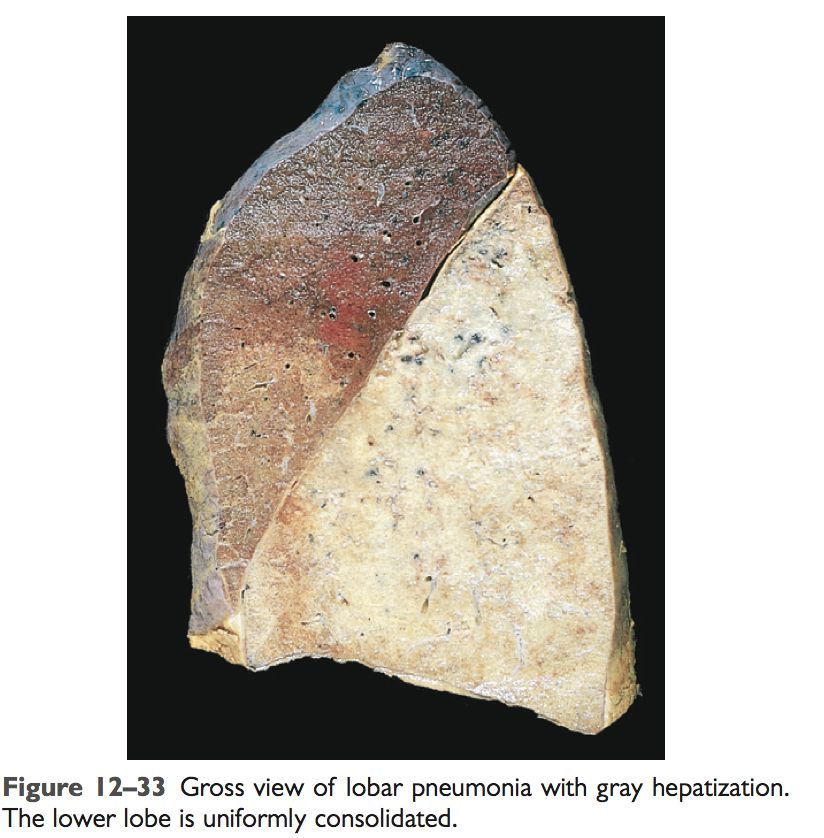 Figure 12–33 Gross view of lobar pneumonia with gray hepatization.
The lower lobe is uniformly consolidated.